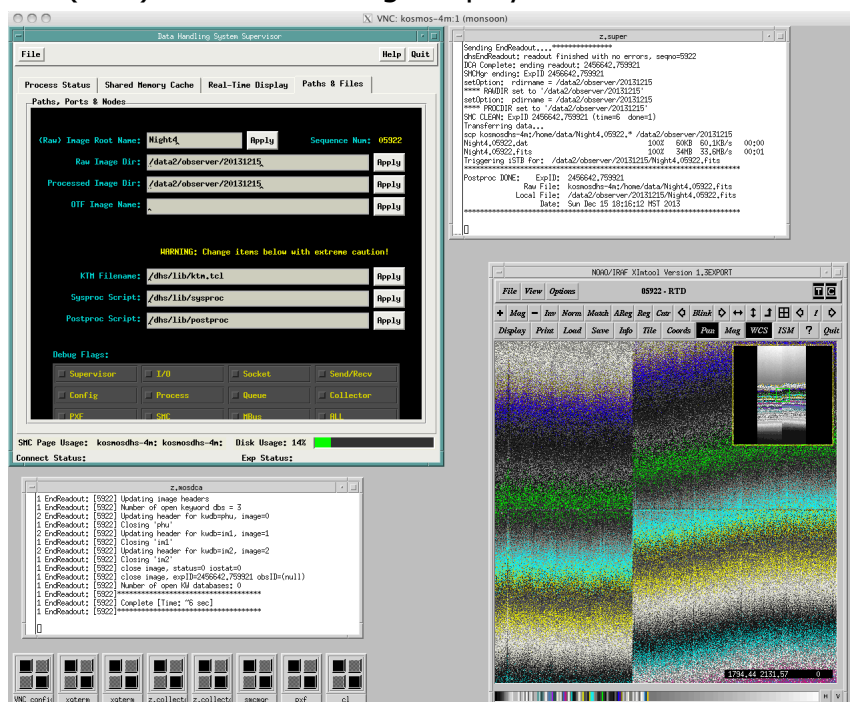 VNC: kosmos-4m:1 (monsoon)
Data Handling System Supervisor
File Help Quit
Process Status Shared Memory Cache Real-Time Display Paths & Files
Paths, Ports & Nodes
(Raw) Image Root Name: Night4 Apply Sequence Num: 05922
Raw Image Dir: /data2/observer/20131215 Apply
Processed Image Dir: /data2/observer/20131215 Apply
OTF Image Name: Apply
WARNING: Change items below with extreme caution!
KTM Filename: /dhs/lib/ktm.tcl Apply
Sysproc Script: /dhs/lib/sysproc Apply
Postproc Script: /dhs/lib/postproc Apply
Debug Flags:
Supervisor I/O Socket Send/Recv
Config Process Queue Collector
PXF SMC MBus ALL
SMC Page Usage: kosmosdhs-4m: kosmosdhs-4m: Disk Usage: 14%
Connect Status: Exp Status:
z.super
Sending EndReadout....***************
dhsEndReadout: readout finished with no errors, seqno=5922
DCA Complete: ending readout: 2456642.759921
SMCMgr ending: ExpID 2456642.759921
setOption: rdirname = /data2/observer/20131215
**** RAWDIR set to '/data2/observer/20131215'
setOption: pdirname = /data2/observer/20131215
**** PROCDIR set to '/data2/observer/20131215'
SMC CLEAN: ExpID 2456642.759921 (time=6 done=1)
Transferring data...
scp kosmosdhs-4m:/home/data/Night4.05922.* /data2/observer/20131215
Night4.05922.dat 100% 60KB 60.1KB/s 00:00
Night4.05922.fits 100% 34MB 33.6MB/s 00:01
Triggering iSTB for: /data2/observer/20131215/Night4.05922.fits
Postproc DONE: ExpID: 2456642.759921
Raw File: kosmosdhs-4m:/home/data/Night4.05922.fits
Local File: /data2/observer/20131215/Night4.05922.fits
Date: Sun Dec 15 18:16:12 MST 2013
NOAO/IRAF XImtool Version 1.3EXPORT
File View Options 05922 - RTD
+ Mag - Inv Norm Match AReg Reg Cntr Blink
Display Print Load Save Info Tile Coords Pan Mag WCS ISM ? Quit
1794.44 2131.57 0
z.mosdca
1 EndReadout: [5922] Updating image headers
1 EndReadout: [5922] Number of open keyword dbs = 3
2 EndReadout: [5922] Updating header for kwdb=phu, image=0
1 EndReadout: [5922] Closing 'phu'
2 EndReadout: [5922] Updating header for kwdb=im1, image=1
1 EndReadout: [5922] Closing 'im1'
2 EndReadout: [5922] Updating header for kwdb=im2, image=2
1 EndReadout: [5922] Closing 'im2'
1 EndReadout: [5922] close image, status=0 iostat=0
1 EndReadout: [5922] close image, expID=2456642.759921 obsID=(null)
1 EndReadout: [5922] Number of open KW databases: 0
1 EndReadout: [5922]************************************
1 EndReadout: [5922] Complete [Time: ~6 sec]
1 EndReadout: [5922]************************************
VNC config xgterm xgterm z.collect z.collect smcmgr pxf cl